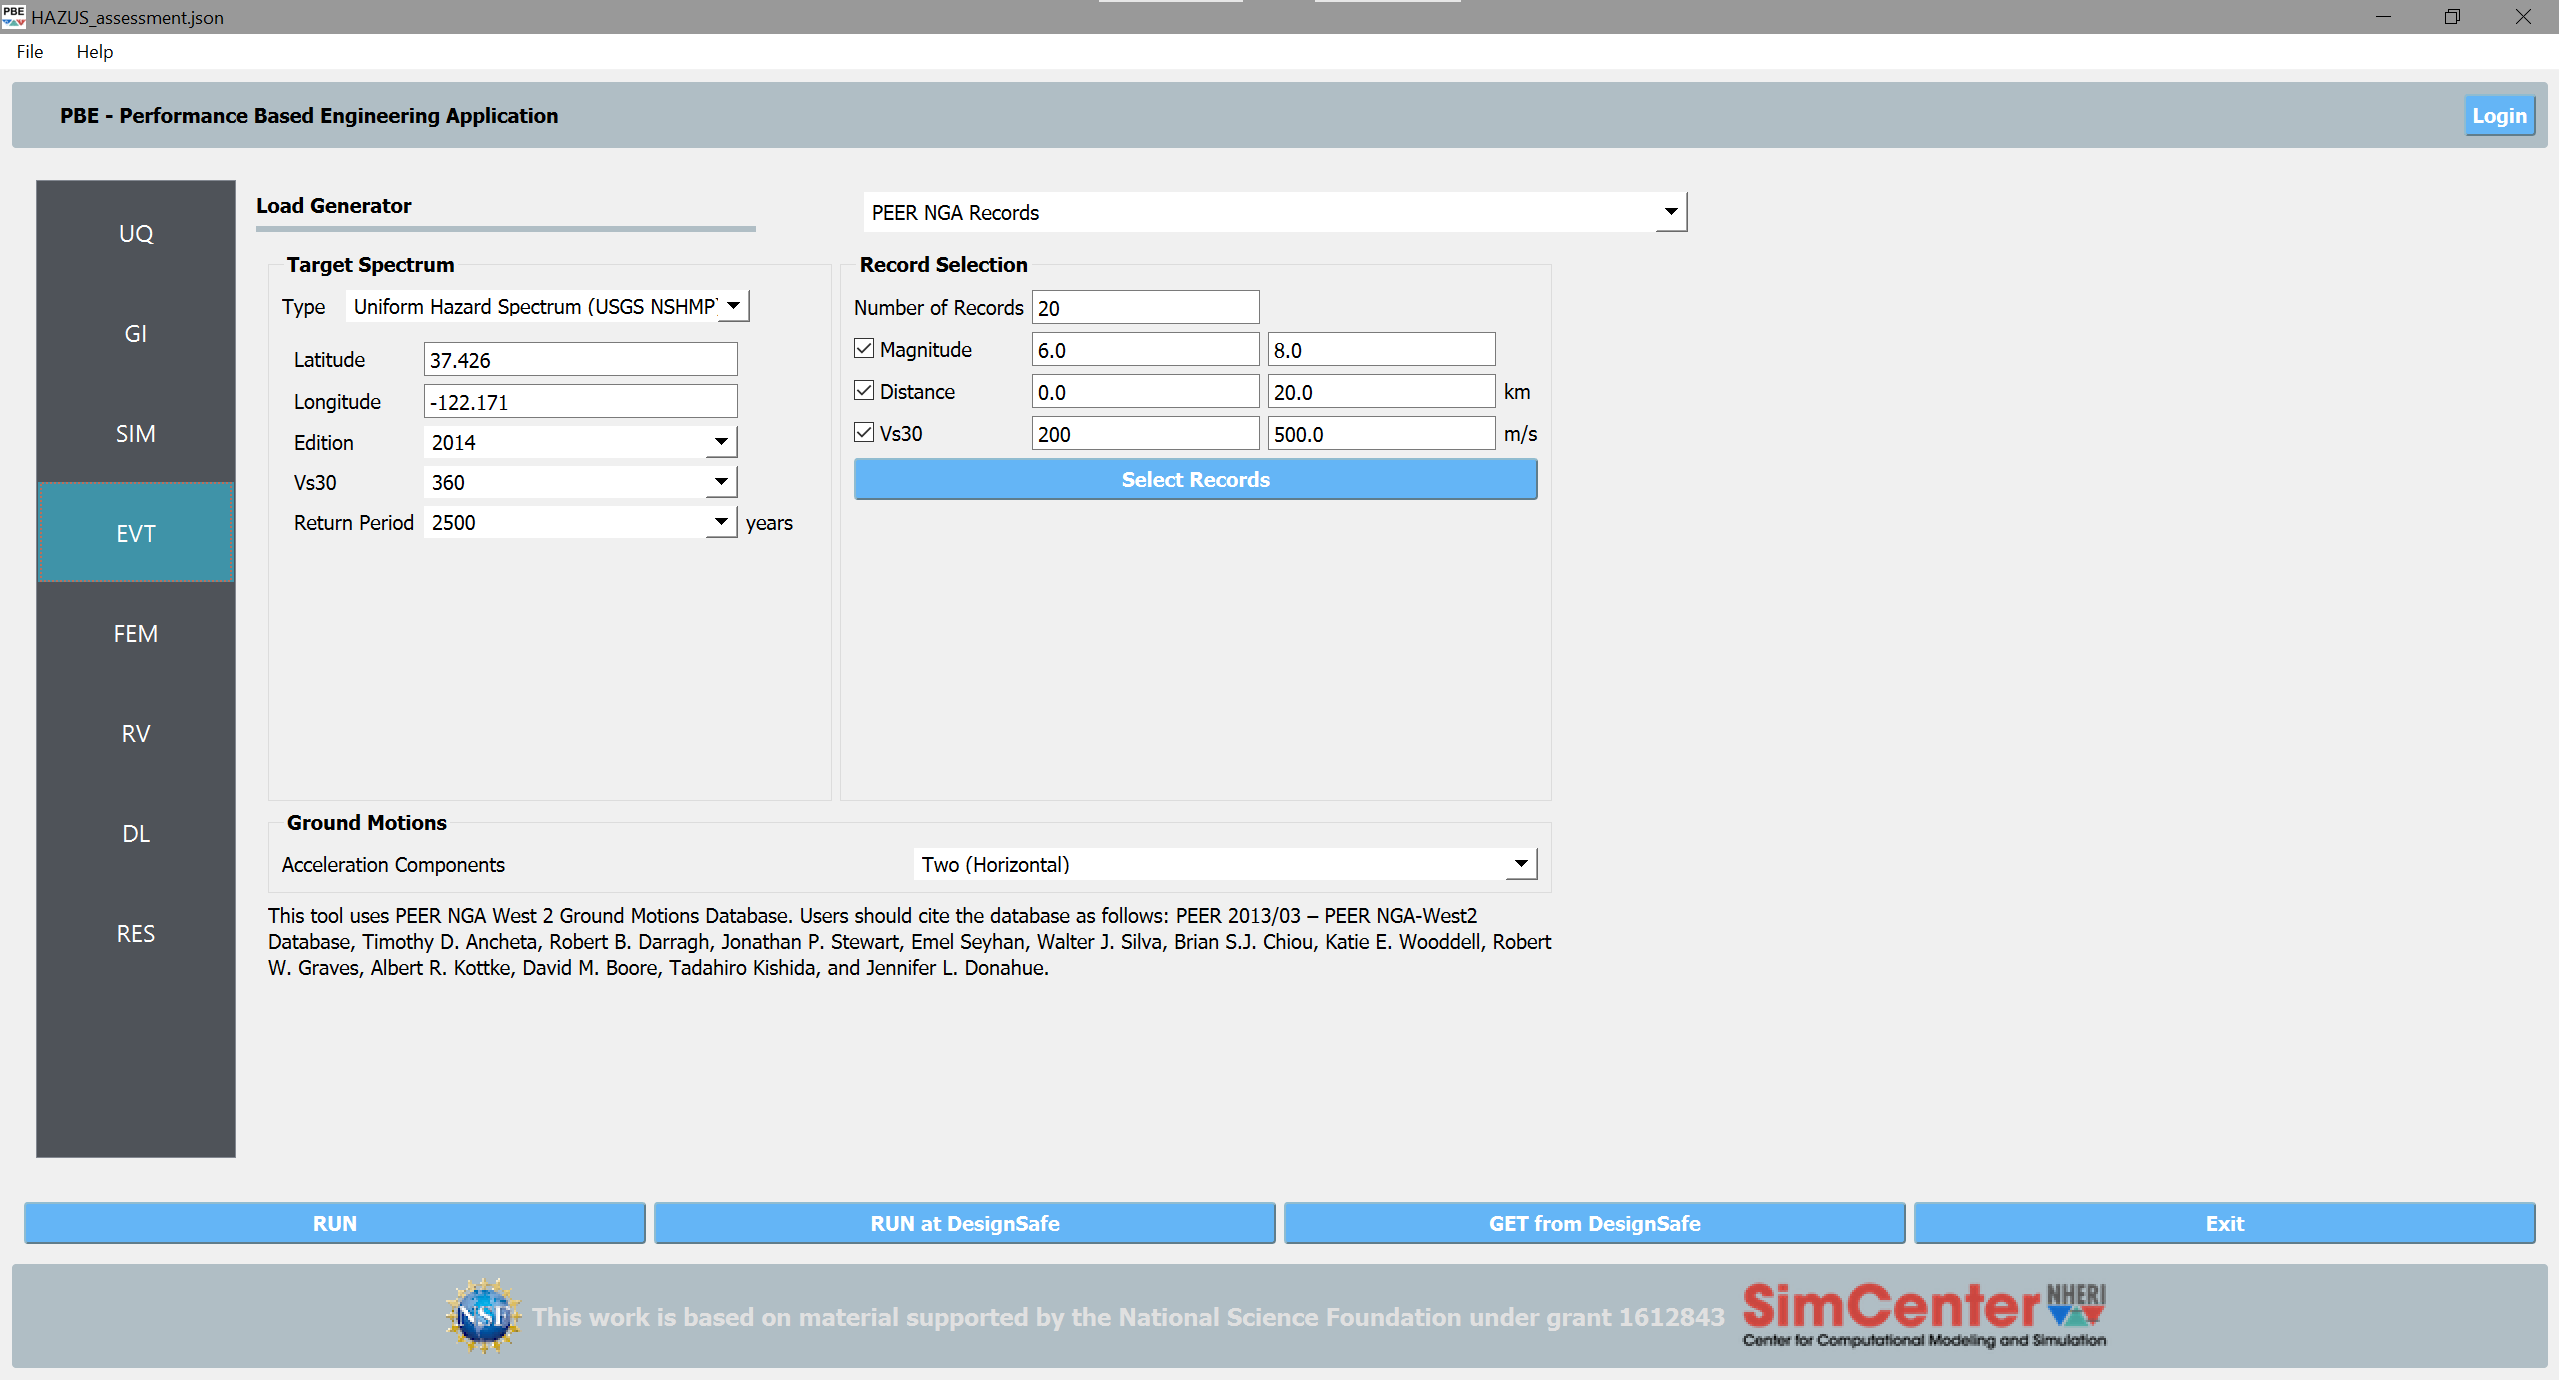 PBE HAZUS_assessment.json
File Help
PBE - Performance Based Engineering Application
Login
UQ
GI
SIM
EVT
FEM
RV
DL
RES
Load Generator
PEER NGA Records
Target Spectrum
Type Uniform Hazard Spectrum (USGS NSHMP)
Latitude 37.426
Longitude -122.171
Edition 2014
Vs30 360
Return Period 2500 years
Record Selection
Number of Records 20
Magnitude 6.0 8.0
Distance 0.0 20.0 km
Vs30 200 500.0 m/s
Select Records
Ground Motions
Acceleration Components Two (Horizontal)
This tool uses PEER NGA West 2 Ground Motions Database. Users should cite the database as follows: PEER 2013/03 – PEER NGA-West2
Database, Timothy D. Ancheta, Robert B. Darragh, Jonathan P. Stewart, Emel Seyhan, Walter J. Silva, Brian S.J. Chiou, Katie E. Wooddell, Robert
W. Graves, Albert R. Kottke, David M. Boore, Tadahiro Kishida, and Jennifer L. Donahue.
RUN RUN at DesignSafe GET from DesignSafe Exit
NSF This work is based on material supported by the National Science Foundation under grant 1612843 SimCenter NHERI
Center for Computational Modeling and Simulation